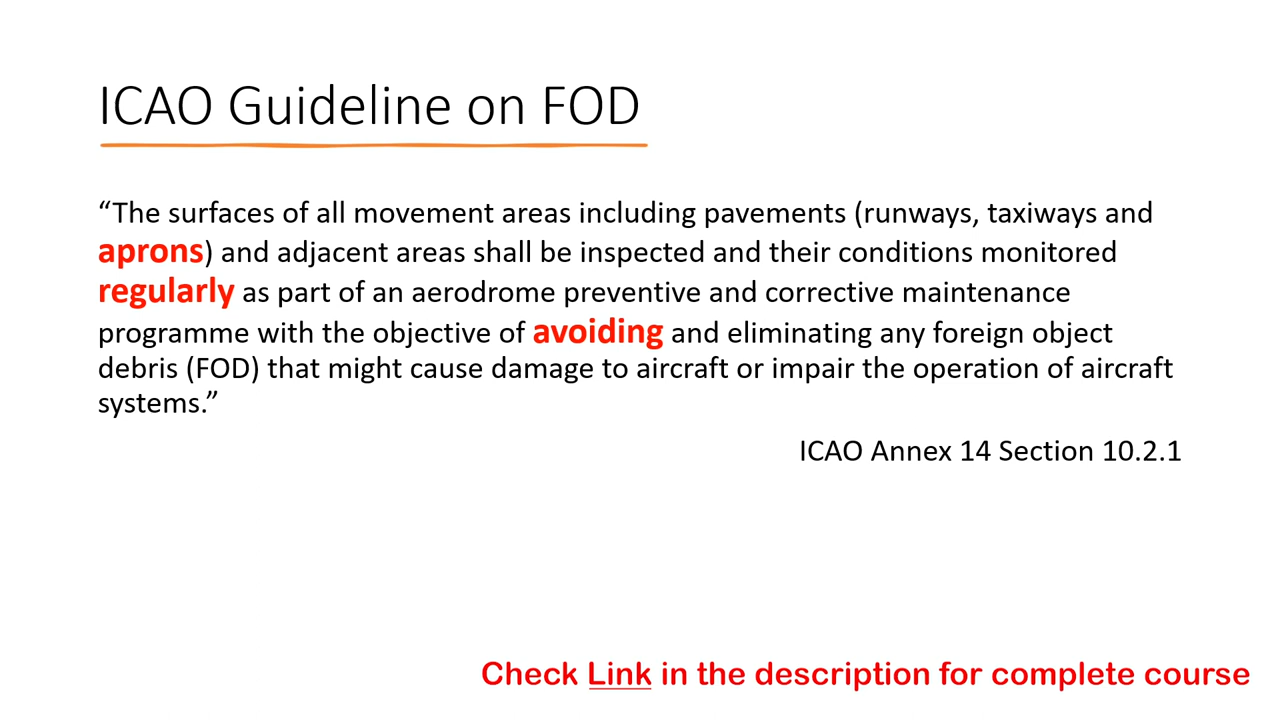 ICAO Guideline on FOD
“The surfaces of all movement areas including pavements (runways, taxiways and
aprons) and adjacent areas shall be inspected and their conditions monitored
regularly as part of an aerodrome preventive and corrective maintenance
programme with the objective of avoiding and eliminating any foreign object
debris (FOD) that might cause damage to aircraft or impair the operation of aircraft
systems.”
ICAO Annex 14 Section 10.2.1
Check Link in the description for complete course